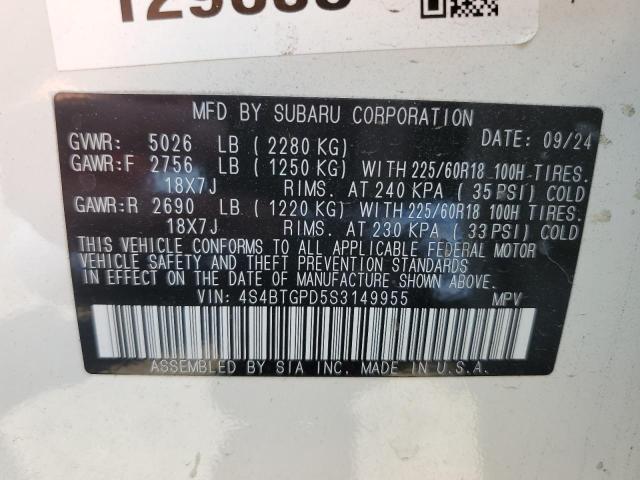 MFD BY SUBARU CORPORATION
GVWR: 5026 LB ( 2280 KG) DATE: 09/24
GAWR:F 2756 LB ( 1250 KG) WITH 225/60R18 100H TIRES.
18X7J RIMS. AT 240 KPA ( 35 PSI) COLD
GAWR:R 2690 LB ( 1220 KG) WITH 225/60R18 100H TIRES.
18X7J RIMS. AT 230 KPA ( 33 PSI) COLD
THIS VEHICLE CONFORMS TO ALL APPLICABLE FEDERAL MOTOR
VEHICLE SAFETY AND THEFT PREVENTION STANDARDS
IN EFFECT ON THE DATE OF MANUFACTURE SHOWN ABOVE.
VIN: 4S4BTGPD5S3149955 MPV
ASSEMBLED BY SIA INC. MADE IN U.S.A.